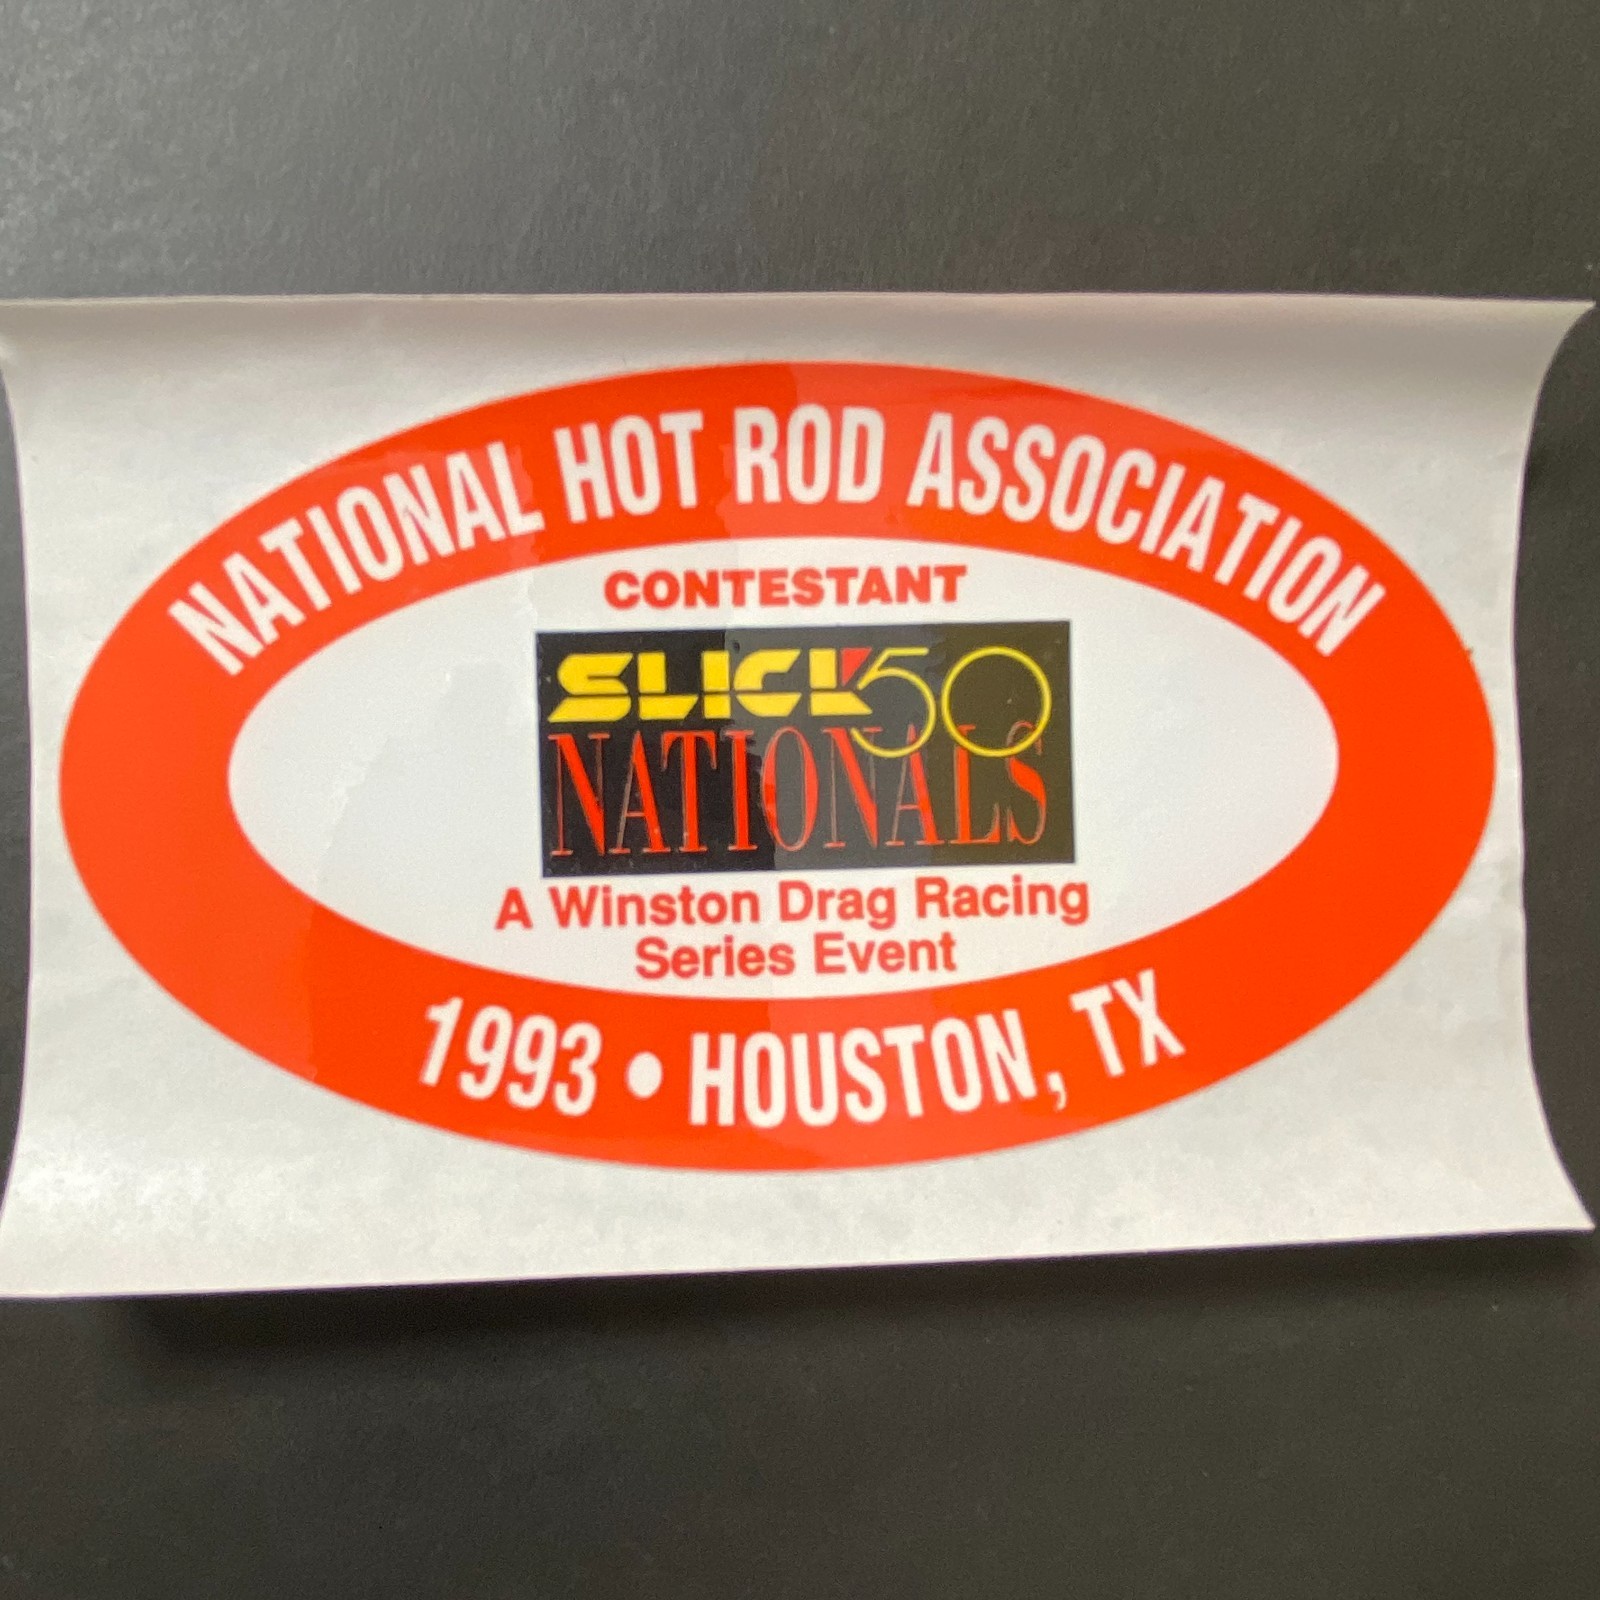 NATIONAL HOT ROD ASSOCIATION
CONTESTANT
SLICK 50
NATIONALS
A Winston Drag Racing
Series Event
1993 • HOUSTON, TX